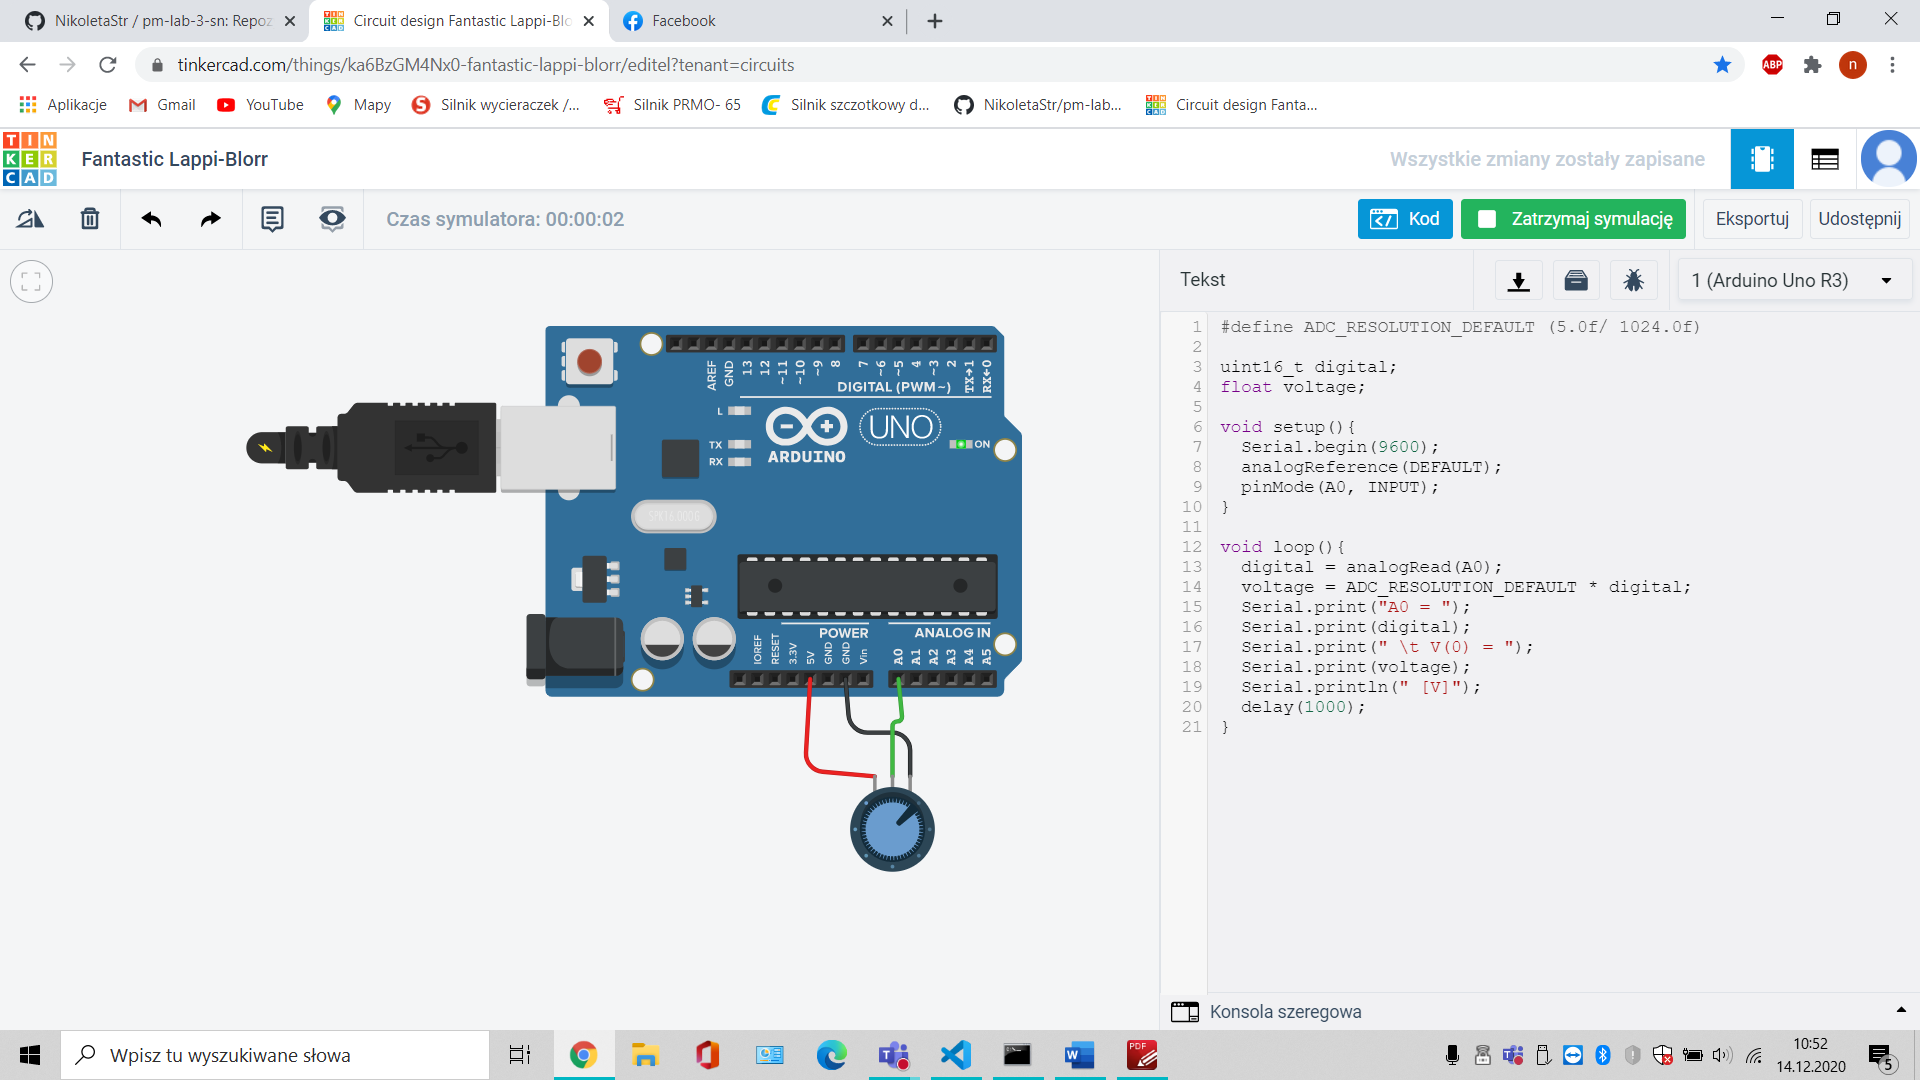 NikoletaStr / pm-lab-3-sn: Repoz
Circuit design Fantastic Lappi-Blo
Facebook
tinkercad.com/things/ka6BzGM4Nx0-fantastic-lappi-blorr/editel?tenant=circuits
ABP
n
Aplikacje
Gmail
YouTube
Mapy
Silnik wycieraczek /...
Silnik PRMO- 65
Silnik szczotkowy d...
NikoletaStr/pm-lab...
Circuit design Fanta...
TIN
KER
CAD
Fantastic Lappi-Blorr
Wszystkie zmiany zostały zapisane
Czas symulatora: 00:00:02
Kod
Zatrzymaj symulację
Eksportuj
Udostępnij
Tekst
1 (Arduino Uno R3)
AREF
GND
13
12
~11
~10
~9
8
7
~6
~5
4
~3
2
TX→1
RX←0
DIGITAL (PWM~)
L
TX
RX
ARDUINO
UNO
ON
IOREF
RESET
3.3V
5V
GND
GND
Vin
POWER
ANALOG IN
A0
A1
A2
A3
A4
A5
1 #define ADC_RESOLUTION_DEFAULT (5.0f/ 1024.0f)
2
3 uint16_t digital;
4 float voltage;
5
6 void setup(){
7 Serial.begin(9600);
8 analogReference(DEFAULT);
9 pinMode(A0, INPUT);
10 }
11
12 void loop(){
13 digital = analogRead(A0);
14 voltage = ADC_RESOLUTION_DEFAULT * digital;
15 Serial.print("A0 = ");
16 Serial.print(digital);
17 Serial.print(" \t V(0) = ");
18 Serial.print(voltage);
19 Serial.println(" [V]");
20 delay(1000);
21 }
Konsola szeregowa
Wpisz tu wyszukiwane słowa
PDF
10:52
14.12.2020
5